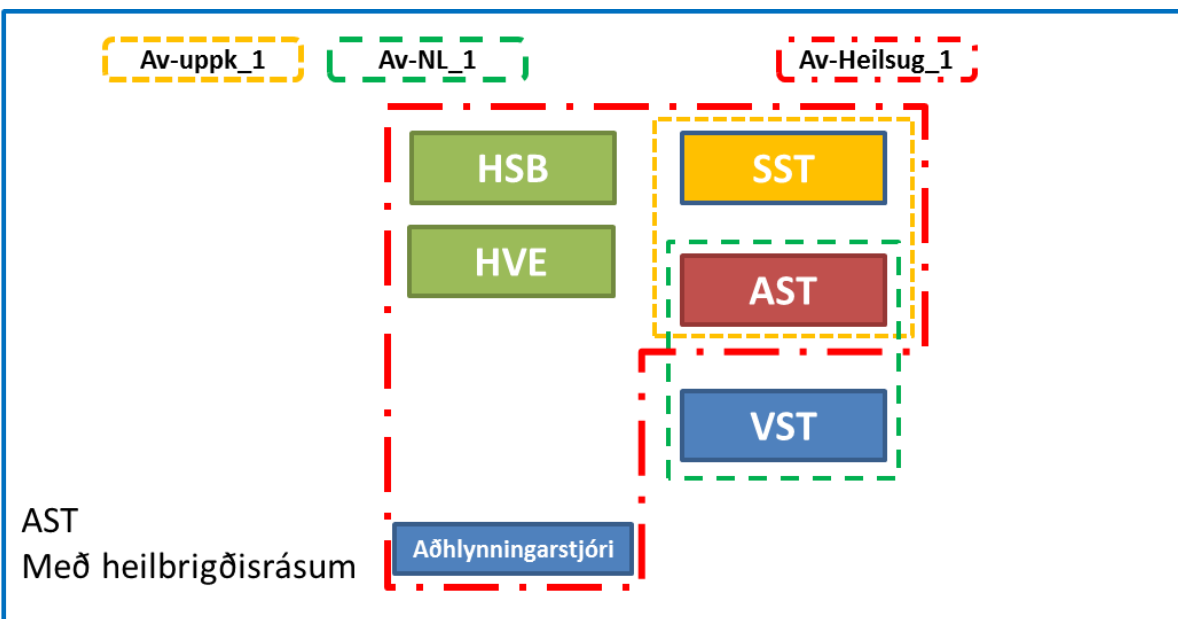 Av-uppk_1
Av-NL_1
Av-Heilsug_1
HSB
SST
HVE
AST
VST
AST
Með heilbrigðisrásum
Aðhlynningarstjóri